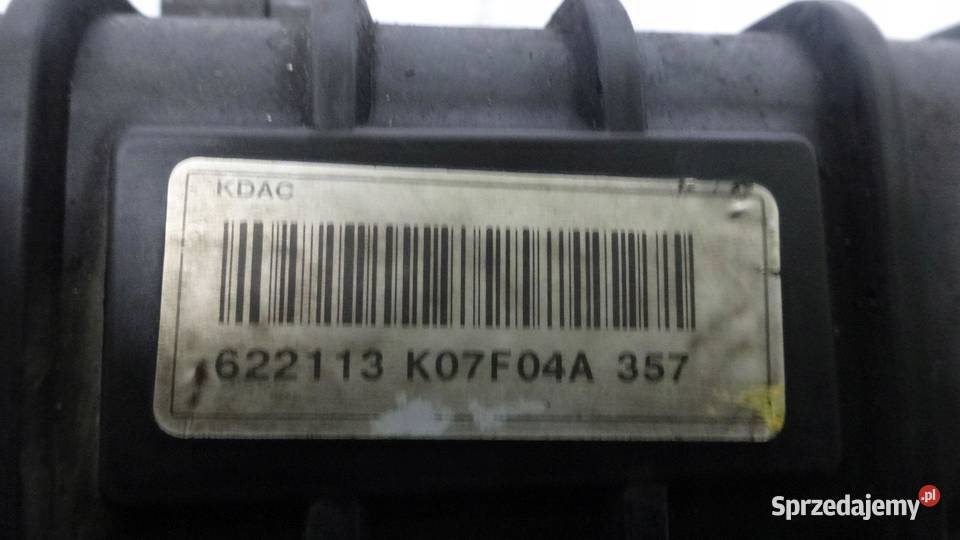 KDAC
622113 K07F04A 357
Sprzedajemy.pl